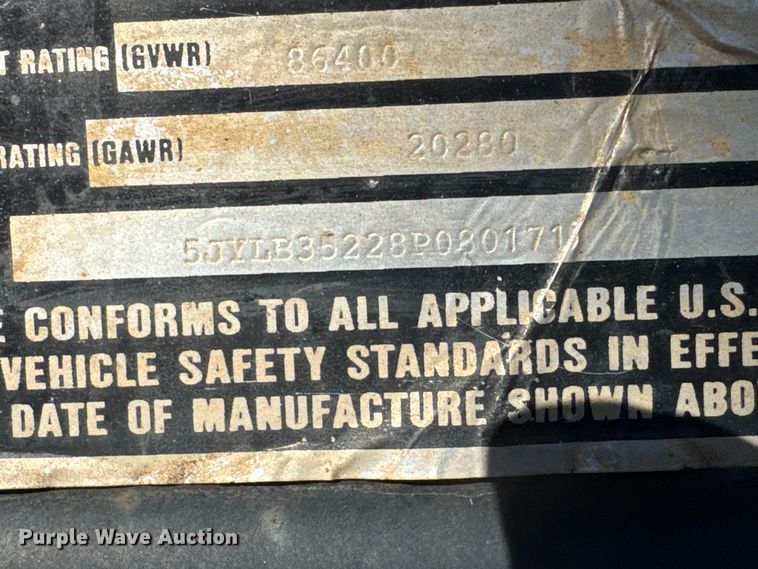 T RATING (GVWR) 86400
RATING (GAWR) 20280
5JYLB35228P080171
E CONFORMS TO ALL APPLICABLE U.S.
VEHICLE SAFETY STANDARDS IN EFFE
DATE OF MANUFACTURE SHOWN ABO
Purple Wave Auction